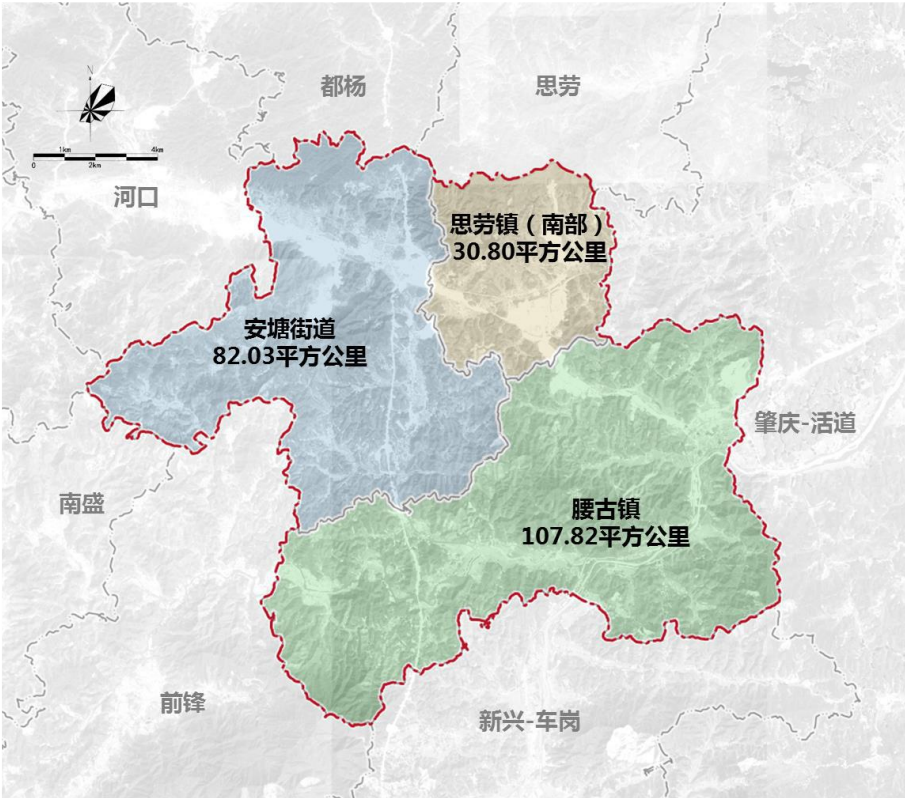 都杨
思劳
N
1km
4km
0
2km
河口
思劳镇（南部）
30.80平方公里
安塘街道
82.03平方公里
肇庆-活道
南盛
腰古镇
107.82平方公里
前锋
新兴-车岗